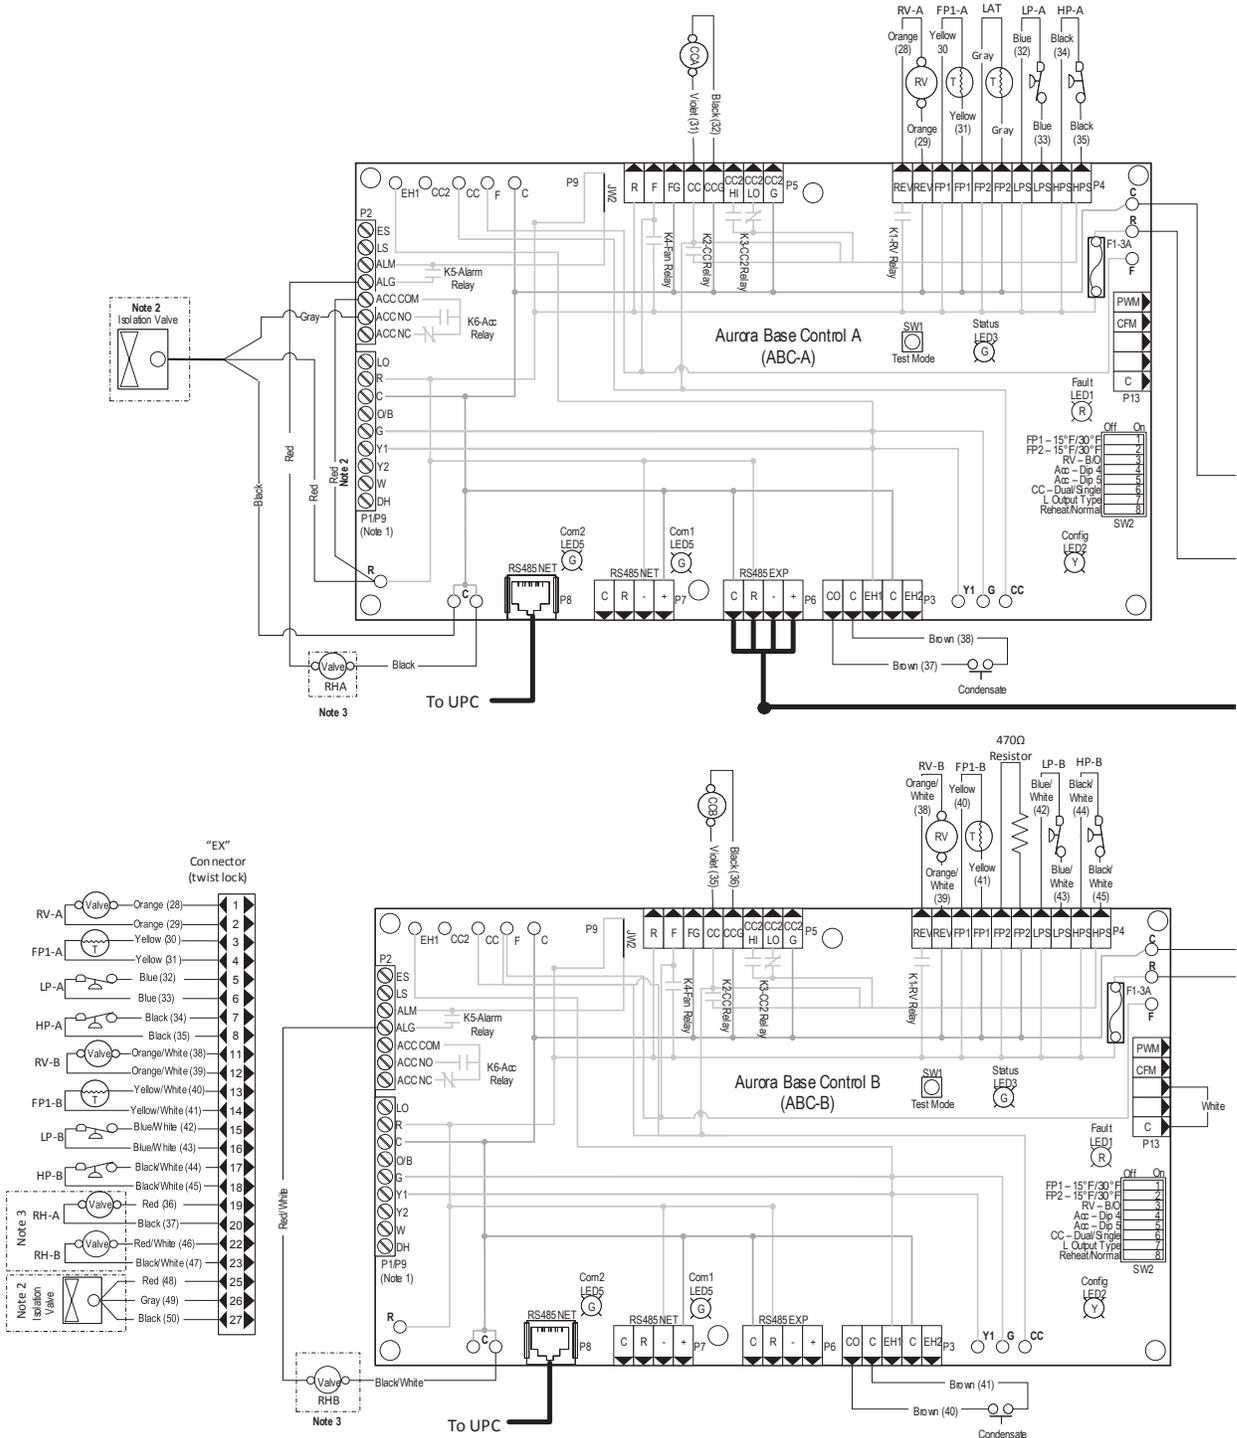 RV-A FP1-A LAT LP-A HP-A
Orange (28)
Yellow 30
Gray
Blue (32)
Black (34)
CCA
RV T T
Violet (31)
Black (32)
Orange (29)
Yellow (31)
Gray
Blue (33)
Black (35)
EH1 CC2 CC F C
P9
JW2
R F FG CC CCG CC2 HI CC2 LO CC2 G P5
REV REV FP1 FP1 FP2 FP2 LPS LPS HPS HPS P4
C
R
F
F1-3A
P2
ES
LS
ALM
ALG
ACC COM
ACC NO
ACC NC
K5-Alarm Relay
K6-Acc Relay
K4-Fan Relay
K2-CC Relay
K3-CC2 Relay
K1-RV Relay
PWM
CFM
C
P13
Note 2
Isolation Valve
Gray
Aurora Base Control A
(ABC-A)
SW1
Test Mode
Status
LED3
G
Fault
LED1
R
LO
R
C
O/B
G
Y1
Y2
W
DH
P1/P9
(Note 1)
Off On
FP1 – 15°F/30°F 1
FP2 – 15°F/30°F 2
RV – B/O 3
Acc – Dip 4 4
Acc – Dip 5 5
CC – Dual/Single 6
L Output Type 7
Reheat/Normal 8
SW2
Black
Red
Red
Red
Note 2
Config
LED2
Y
Com2
LED5
G
Com1
LED5
G
R
C
RS485 NET
P8
RS485 NET
C R - + P7
RS485 EXP
C R - + P6
CO C EH1 C EH2 P3
Y1 G CC
Brown (38)
Brown (37)
Condensate
Valve
RHA
Black
Note 3
To UPC
470Ω
Resistor
RV-B FP1-B LP-B HP-B
Orange/White (38)
Yellow (40)
Blue/White (42)
Black/White (44)
CCB
RV T
Violet (35)
Black (36)
Orange/White (39)
Yellow (41)
Blue/White (43)
Black/White (45)
"EX"
Connector
(twist lock)
RV-A Valve
Orange (28) 1
Orange (29) 2
FP1-A T
Yellow (30) 3
Yellow (31) 4
LP-A
Blue (32) 5
Blue (33) 6
HP-A
Black (34) 7
Black (35) 8
RV-B Valve
Orange/White (38) 11
Orange/White (39) 12
FP1-B T
Yellow/White (40) 13
Yellow/White (41) 14
LP-B
Blue/White (42) 15
Blue/White (43) 16
HP-B
Black/White (44) 17
Black/White (45) 18
Note 3
RH-A Valve
Red (36) 19
Black (37) 20
RH-B Valve
Red/White (46) 22
Black/White (47) 23
Note 2
Isolation Valve
Red (48) 25
Gray (49) 26
Black (50) 27
EH1 CC2 CC F C
P9
JW2
R F FG CC CCG CC2 HI CC2 LO CC2 G P5
REV REV FP1 FP1 FP2 FP2 LPS LPS HPS HPS P4
C
R
F
F1-3A
P2
ES
LS
ALM
ALG
ACC COM
ACC NO
ACC NC
K5-Alarm Relay
K6-Acc Relay
K4-Fan Relay
K2-CC Relay
K3-CC2 Relay
K1-RV Relay
PWM
CFM
C
P13
White
Aurora Base Control B
(ABC-B)
SW1
Test Mode
Status
LED3
G
Fault
LED1
R
LO
R
C
O/B
G
Y1
Y2
W
DH
P1/P9
(Note 1)
Off On
FP1 – 15°F/30°F 1
FP2 – 15°F/30°F 2
RV – B/O 3
Acc – Dip 4 4
Acc – Dip 5 5
CC – Dual/Single 6
L Output Type 7
Reheat/Normal 8
SW2
Red/White
Config
LED2
Y
Com2
LED5
G
Com1
LED5
G
R
C
RS485 NET
P8
RS485 NET
C R - + P7
RS485 EXP
C R - + P6
CO C EH1 C EH2 P3
Y1 G CC
Brown (41)
Brown (40)
Condensate
Valve
RHB
Black/White
Note 3
To UPC